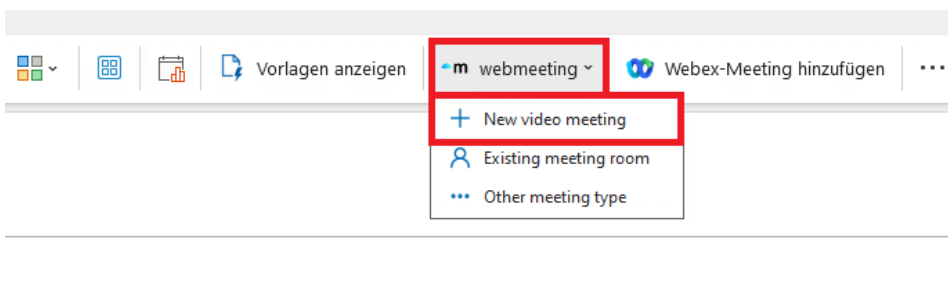 Vorlagen anzeigen m webmeeting Webex-Meeting hinzufügen ...
New video meeting
Existing meeting room
Other meeting type